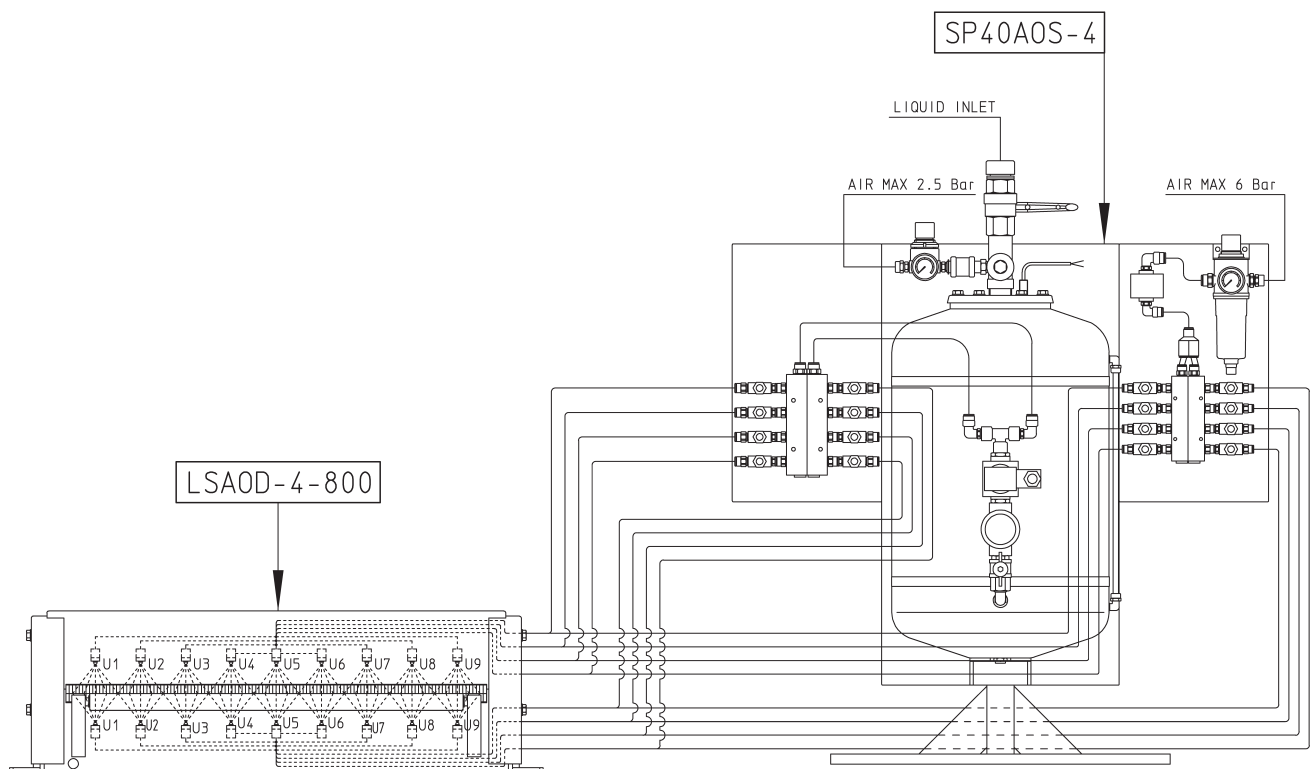 SP40AOS-4
LIQUID INLET
AIR MAX 2.5 Bar
AIR MAX 6 Bar
LSAOD-4-800
U1 U2 U3 U4 U5 U6 U7 U8 U9
U1 U2 U3 U4 U5 U6 U7 U8 U9